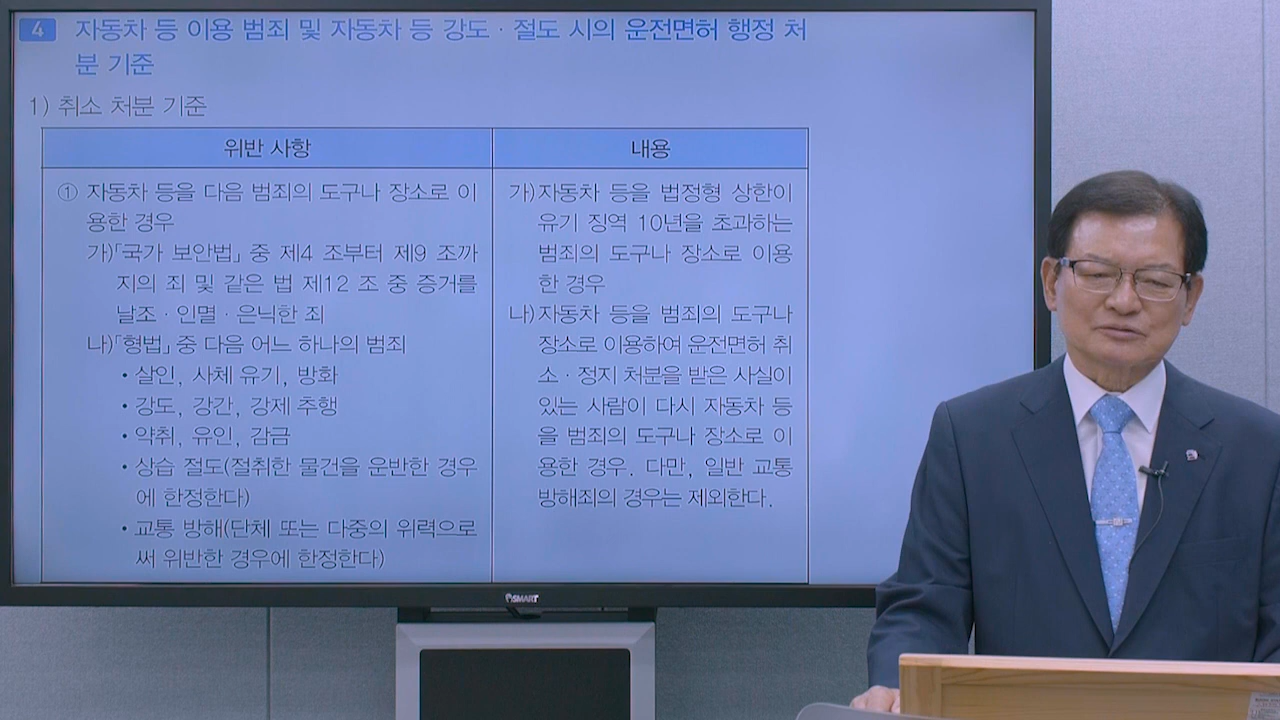 4 자동차 등 이용 범죄 및 자동차 등 강도·절도 시의 운전면허 행정 처
분 기준
1) 취소 처분 기준
위반 사항
내용
① 자동차 등을 다음 범죄의 도구나 장소로 이
용한 경우
가)「국가 보안법」 중 제4 조부터 제9 조까
지의 죄 및 같은 법 제12 조 중 증거를
날조·인멸·은닉한 죄
나)「형법」 중 다음 어느 하나의 범죄
• 살인, 사체 유기, 방화
• 강도, 강간, 강제 추행
• 약취, 유인, 감금
• 상습 절도(절취한 물건을 운반한 경우
에 한정한다)
• 교통 방해(단체 또는 다중의 위력으로
써 위반한 경우에 한정한다)
가)자동차 등을 법정형 상한이
유기 징역 10년을 초과하는
범죄의 도구나 장소로 이용
한 경우
나)자동차 등을 범죄의 도구나
장소로 이용하여 운전면허 취
소·정지 처분을 받은 사실이
있는 사람이 다시 자동차 등
을 범죄의 도구나 장소로 이
용한 경우. 다만, 일반 교통
방해죄의 경우는 제외한다.
SMART